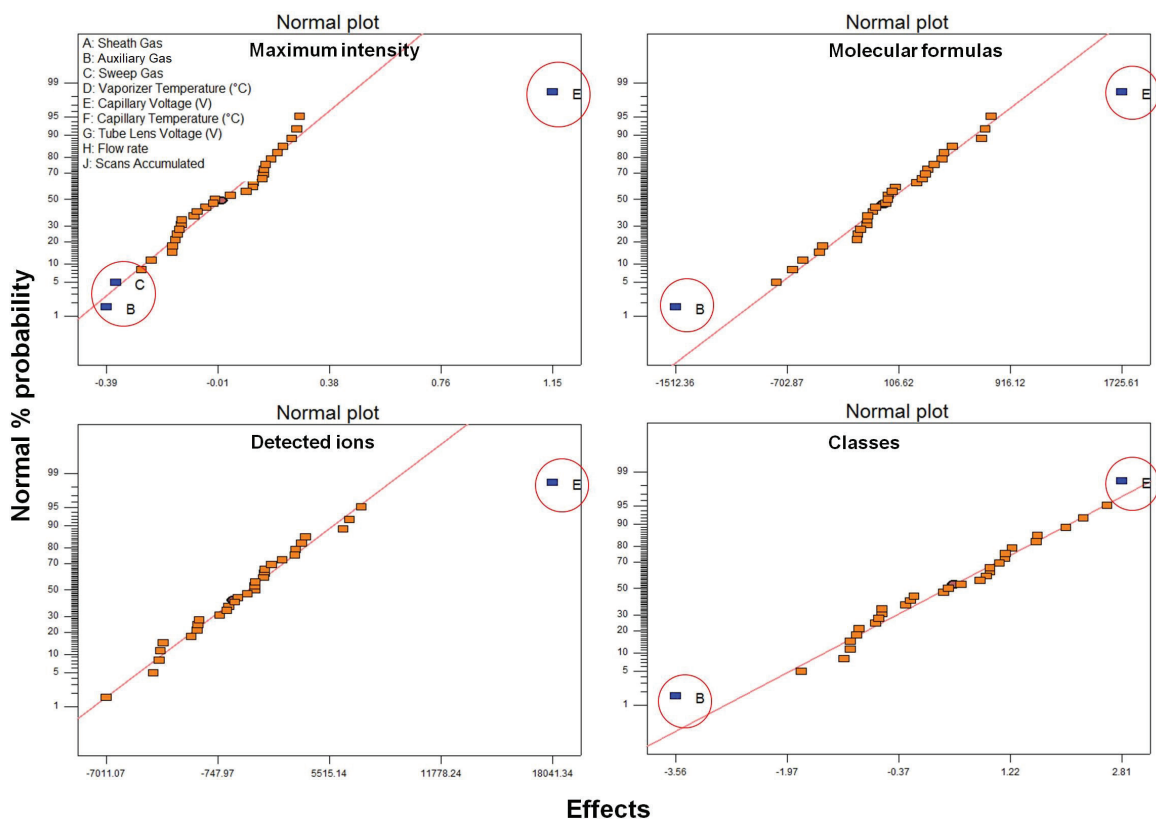 Normal plot
Maximum intensity
A: Sheath Gas
B: Auxiliary Gas
C: Sweep Gas
D: Vaporizer Temperature (°C)
E: Capillary Voltage (V)
F: Capillary Temperature (°C)
G: Tube Lens Voltage (V)
H: Flow rate
J: Scans Accumulated
99
95
90
80
70
50
30
20
10
5
1
E
C
B
-0.39
-0.01
0.38
0.76
1.15
Normal plot
Molecular formulas
99
95
90
80
70
50
30
20
10
5
1
E
B
-1512.36
-702.87
106.62
916.12
1725.61
Normal % probability
Normal plot
Detected ions
99
95
90
80
70
50
30
20
10
5
1
E
-7011.07
-747.97
5515.14
11778.24
18041.34
Normal plot
Classes
99
95
90
80
70
50
30
20
10
5
1
E
B
-3.56
-1.97
-0.37
1.22
2.81
Effects